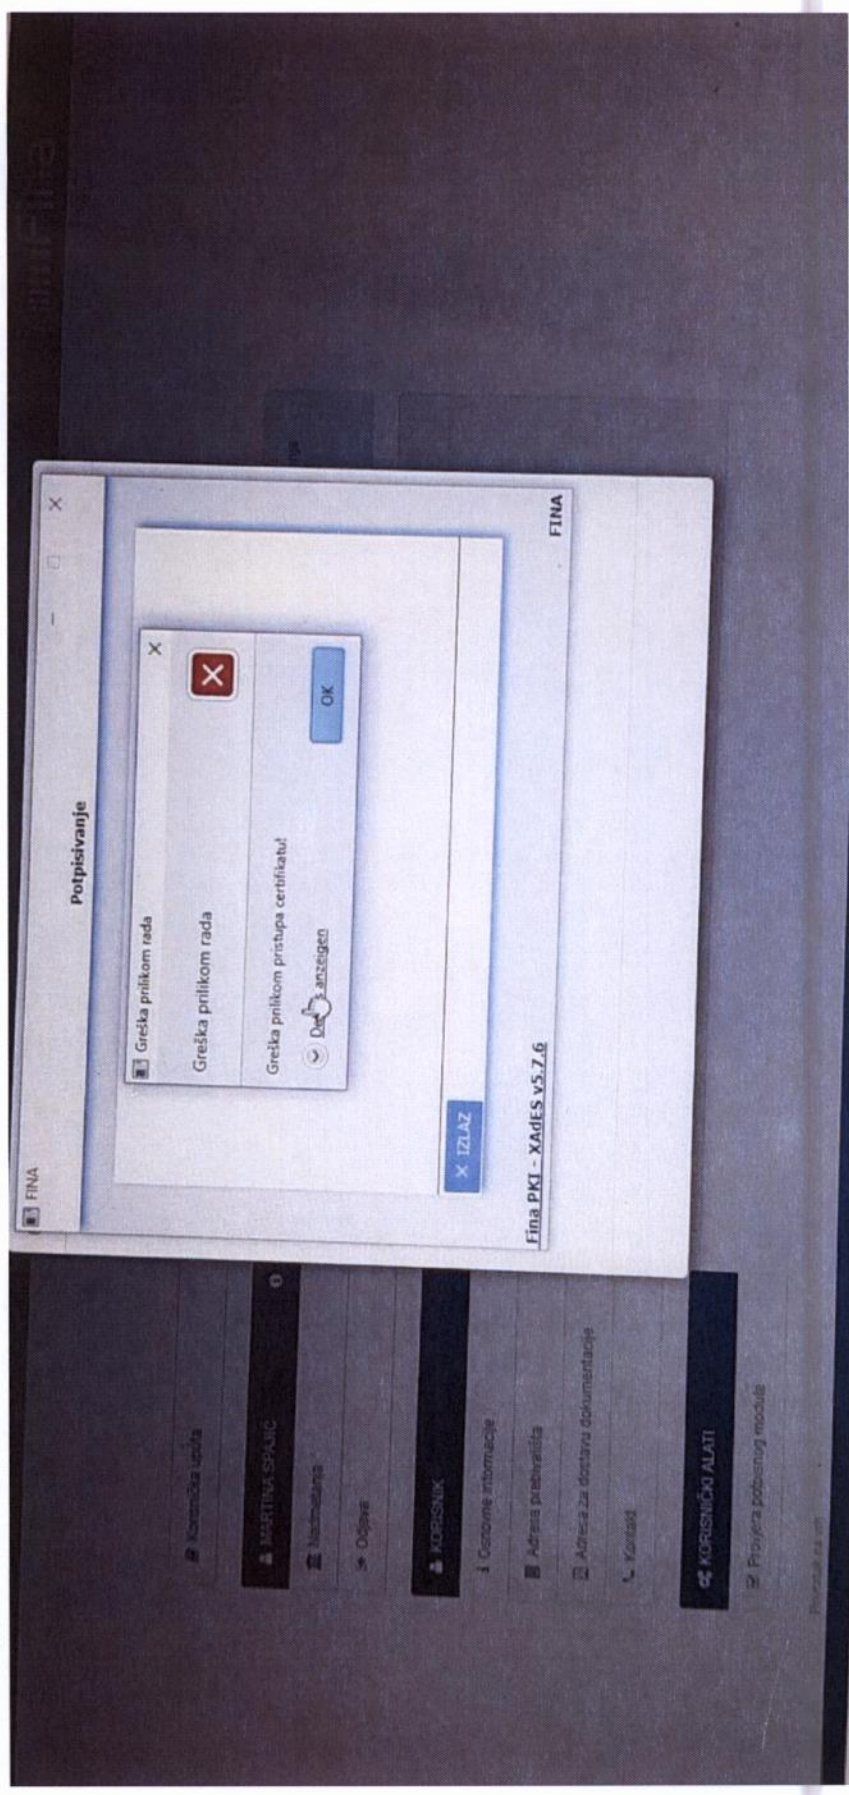 FINA
Potpisivanje
Greška prilikom rada
Greška prilikom rada
Greška prilikom pristupa certifikatu!
anzeigen
OK
IZLAZ
Fina PKI - XAdES v5.7.6
FINA
Korisnička uputa
MARTINA SPAJIĆ
Nadmetanja
Odjava
KORISNIK
Osnovne informacije
Adresa prebivališta
Adresa za dostavu dokumentacije
Kontakt
KORISNIČKI ALATI
Provjera potpisnog modula